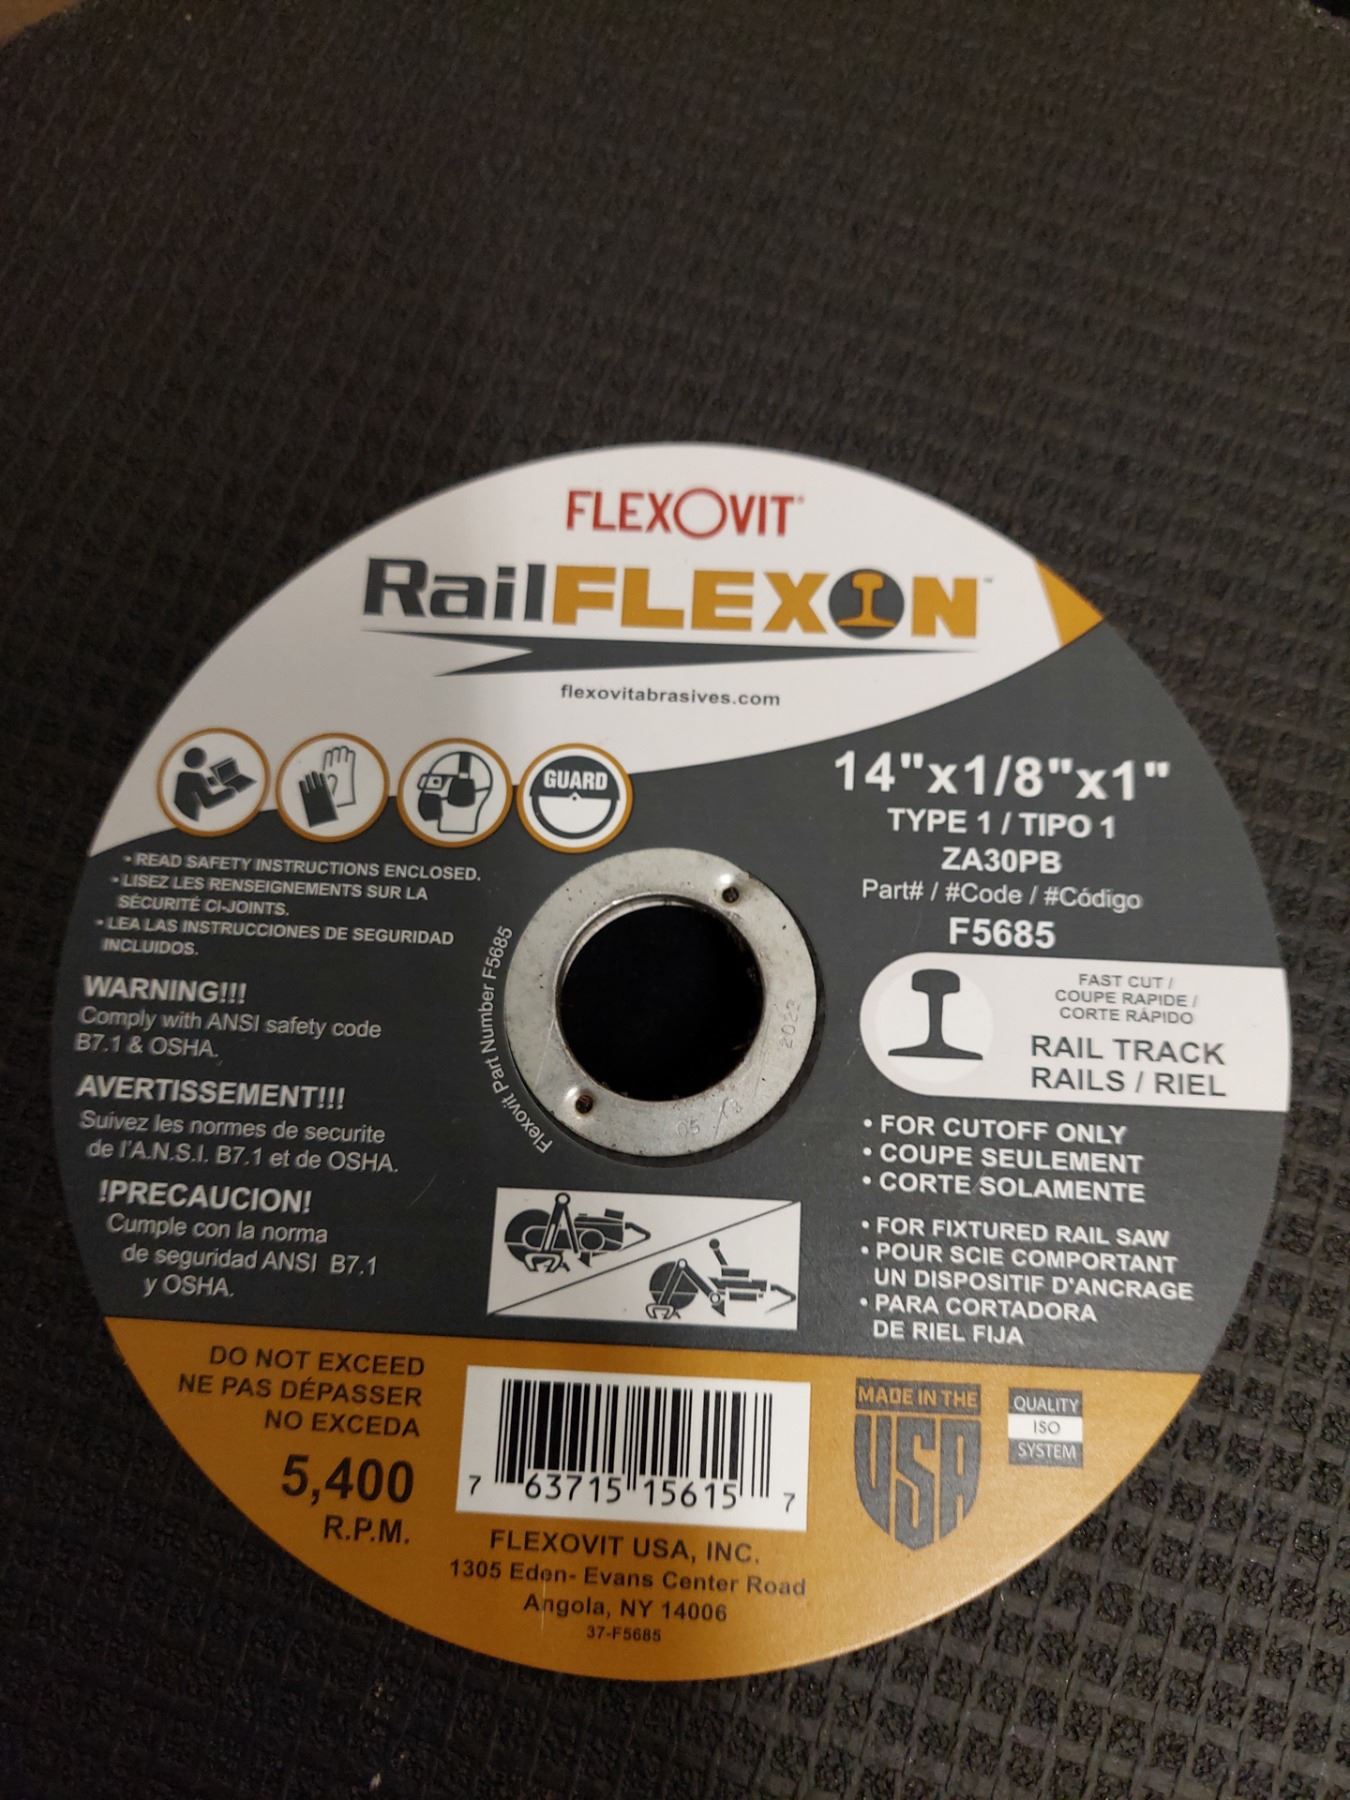 FLEXOVIT®
RailFLEXON™
flexovitabrasives.com
GUARD
14"x1/8"x1"
TYPE 1 / TIPO 1
ZA30PB
Part# / #Code / #Código
F5685
• READ SAFETY INSTRUCTIONS ENCLOSED.
• LISEZ LES RENSEIGNEMENTS SUR LA
SÉCURITÉ CI-JOINTS.
• LEA LAS INSTRUCCIONES DE SEGURIDAD
INCLUIDOS.
WARNING!!!
Comply with ANSI safety code
B7.1 & OSHA.
AVERTISSEMENT!!!
Suivez les normes de securite
de l'A.N.S.I. B7.1 et de OSHA.
!PRECAUCION!
Cumple con la norma
de seguridad ANSI B7.1
y OSHA.
Flexovit Part Number F5685
2022
05
FAST CUT /
COUPE RAPIDE /
CORTE RÁPIDO
RAIL TRACK
RAILS / RIEL
• FOR CUTOFF ONLY
• COUPE SEULEMENT
• CORTE SOLAMENTE
• FOR FIXTURED RAIL SAW
• POUR SCIE COMPORTANT
UN DISPOSITIF D'ANCRAGE
• PARA CORTADORA
DE RIEL FIJA
DO NOT EXCEED
NE PAS DÉPASSER
NO EXCEDA
5,400
R.P.M.
7 63715 15615 7
MADE IN THE
USA
QUALITY
ISO
SYSTEM
FLEXOVIT USA, INC.
1305 Eden- Evans Center Road
Angola, NY 14006
37-F5685